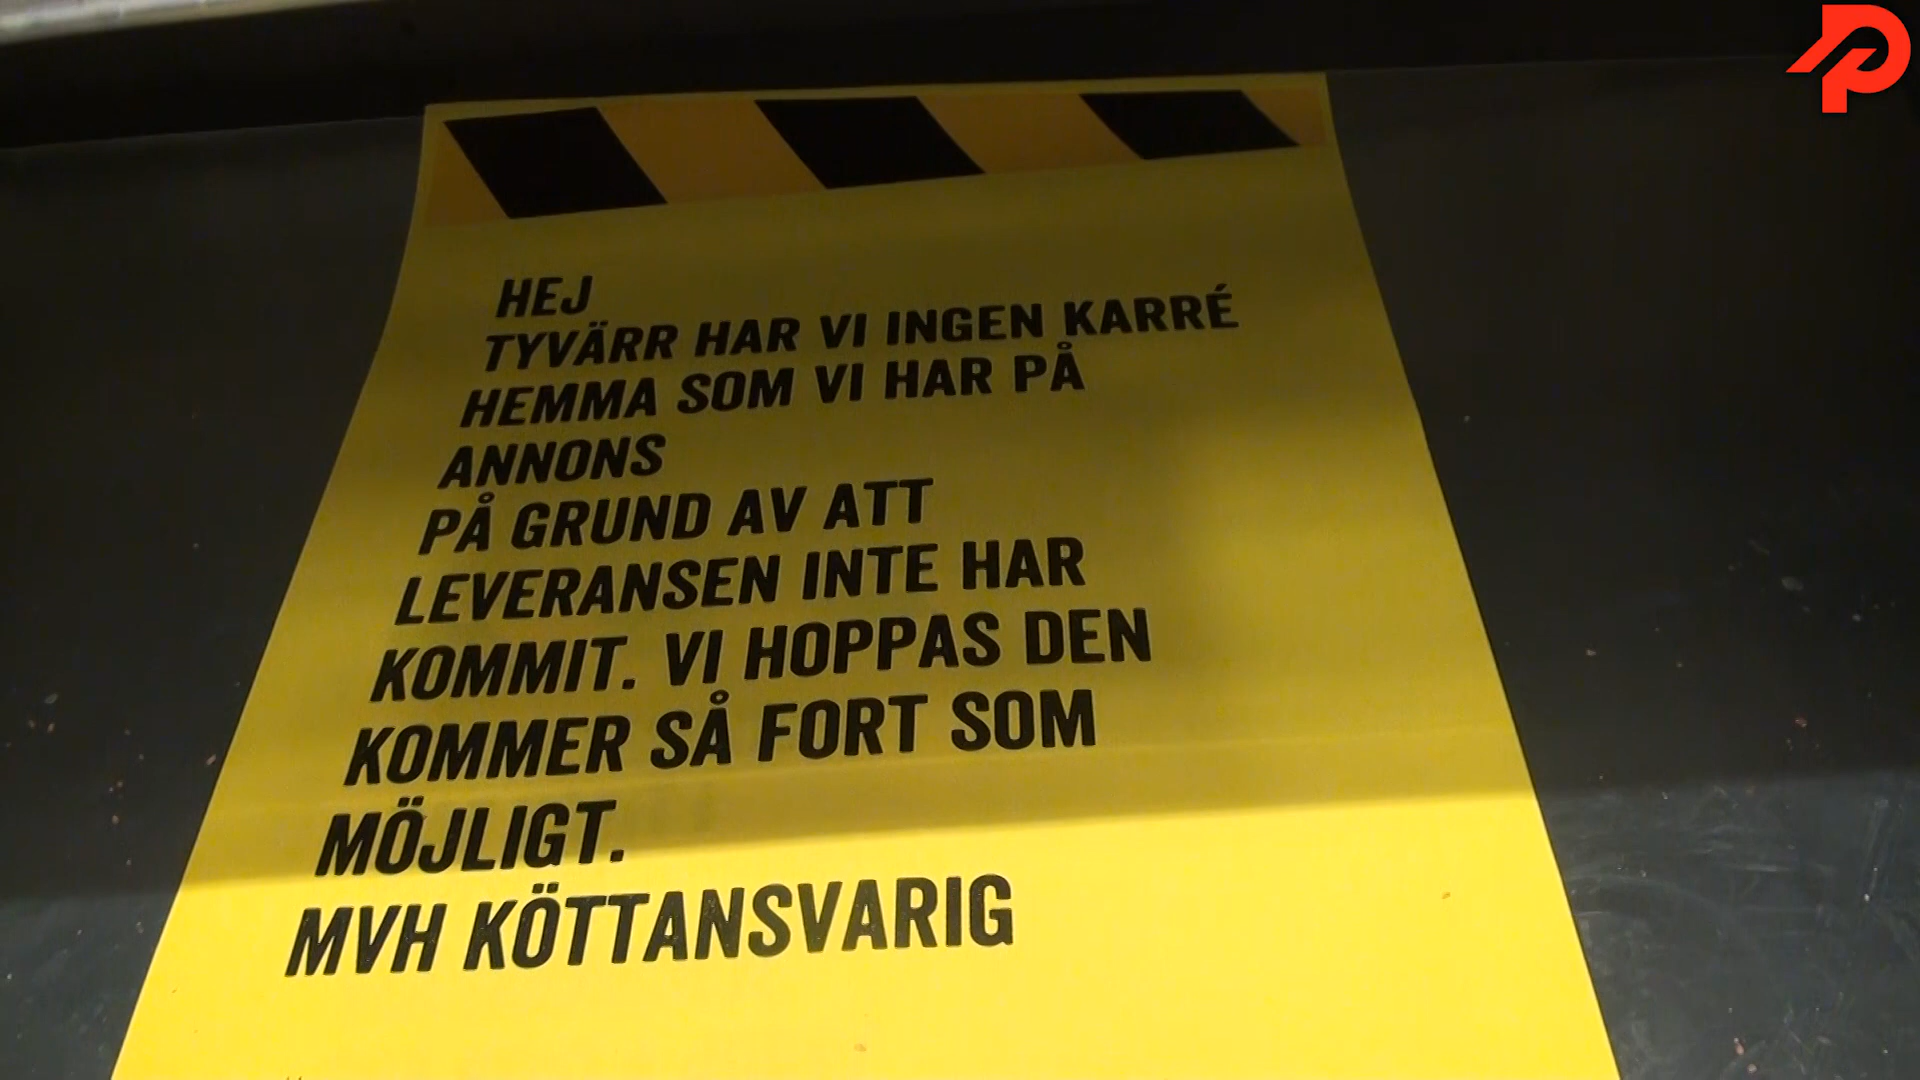 HEJ
TYVÄRR HAR VI INGEN KARRÉ
HEMMA SOM VI HAR PÅ
ANNONS
PÅ GRUND AV ATT
LEVERANSEN INTE HAR
KOMMIT. VI HOPPAS DEN
KOMMER SÅ FORT SOM
MÖJLIGT.
MVH KÖTTANSVARIG